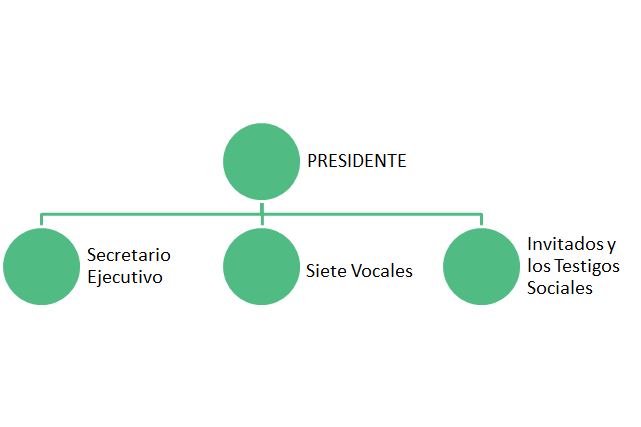 PRESIDENTE
Secretario
Ejecutivo
Siete Vocales
Invitados y
los Testigos
Sociales